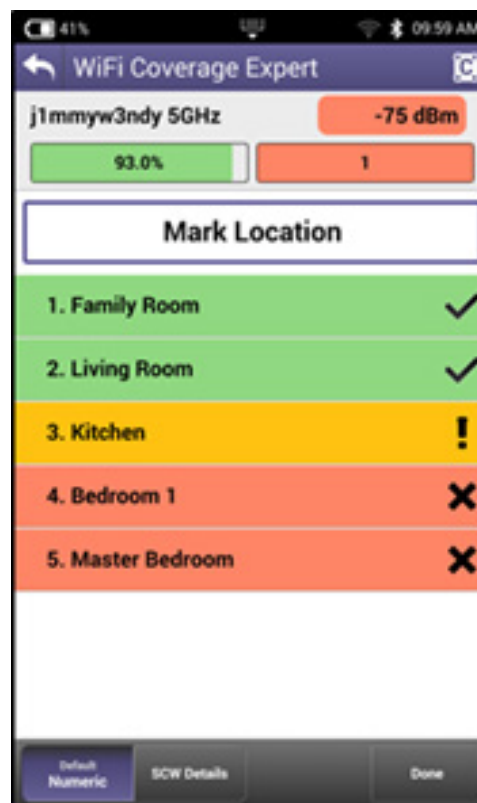 41%
09:59 AM
WiFi Coverage Expert
j1mmyw3ndy 5GHz
-75 dBm
93.0%
1
Mark Location
1. Family Room
2. Living Room
3. Kitchen
4. Bedroom 1
5. Master Bedroom
Default
Numeric
SCW Details
Done